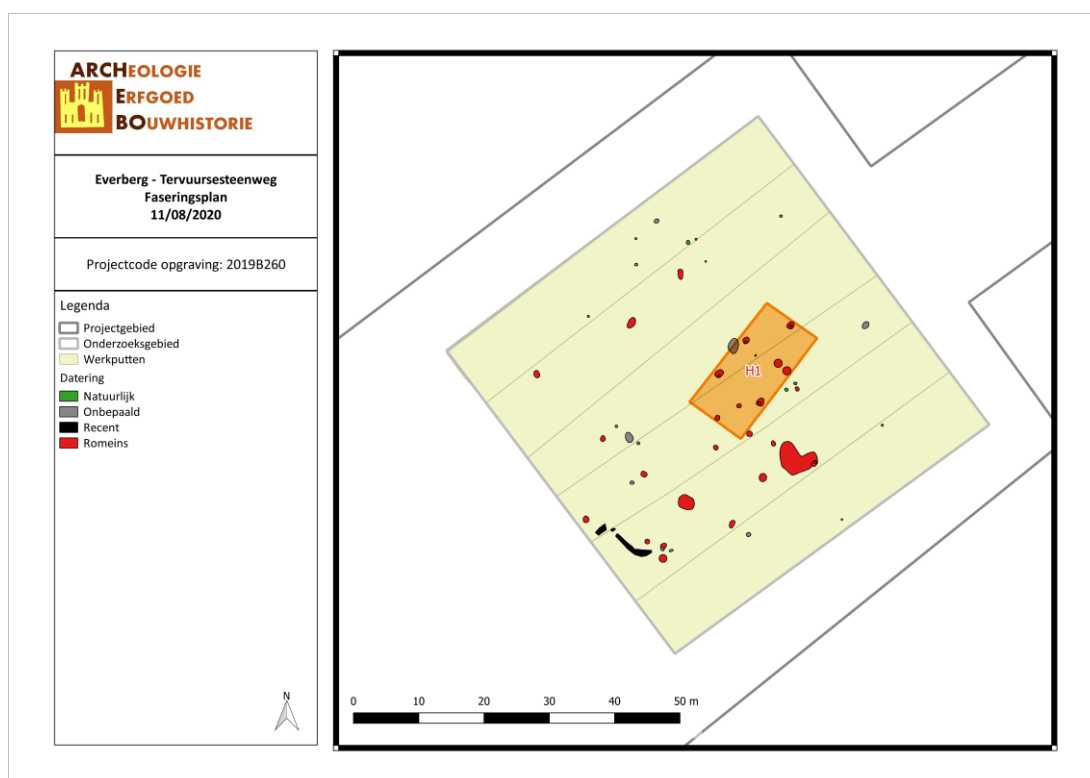 ARCHEOLOGIE
ERFGOED
BOUWHISTORIE
Everberg - Tervuursesteenweg
Faseringsplan
11/08/2020
Projectcode opgraving: 2019B260
Legenda
Projectgebied
Onderzoeksgebied
Werkputten
Datering
Natuurlijk
Onbepaald
Recent
Romeins
N
H1
0 10 20 30 40 50 m